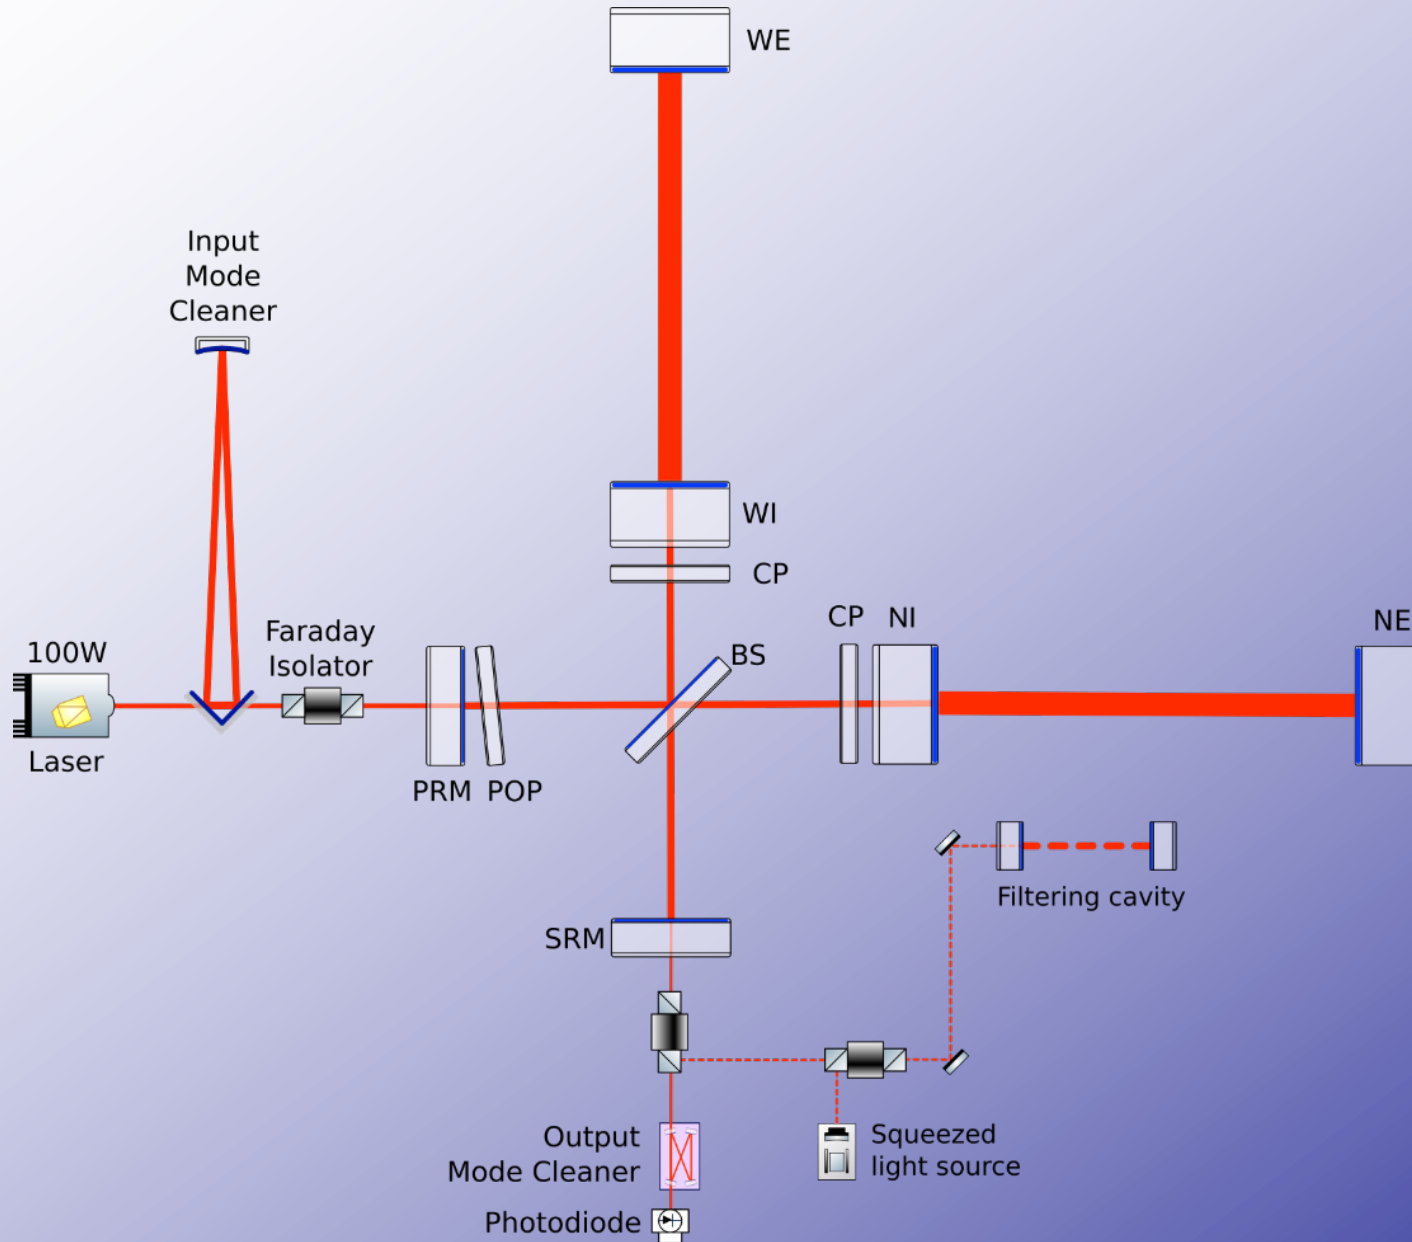 WE
Input
Mode
Cleaner
WI
CP
CP
NI
NE
Faraday
Isolator
100W
BS
Laser
PRM
POP
Filtering cavity
SRM
Output
Mode Cleaner
Squeezed
light source
Photodiode